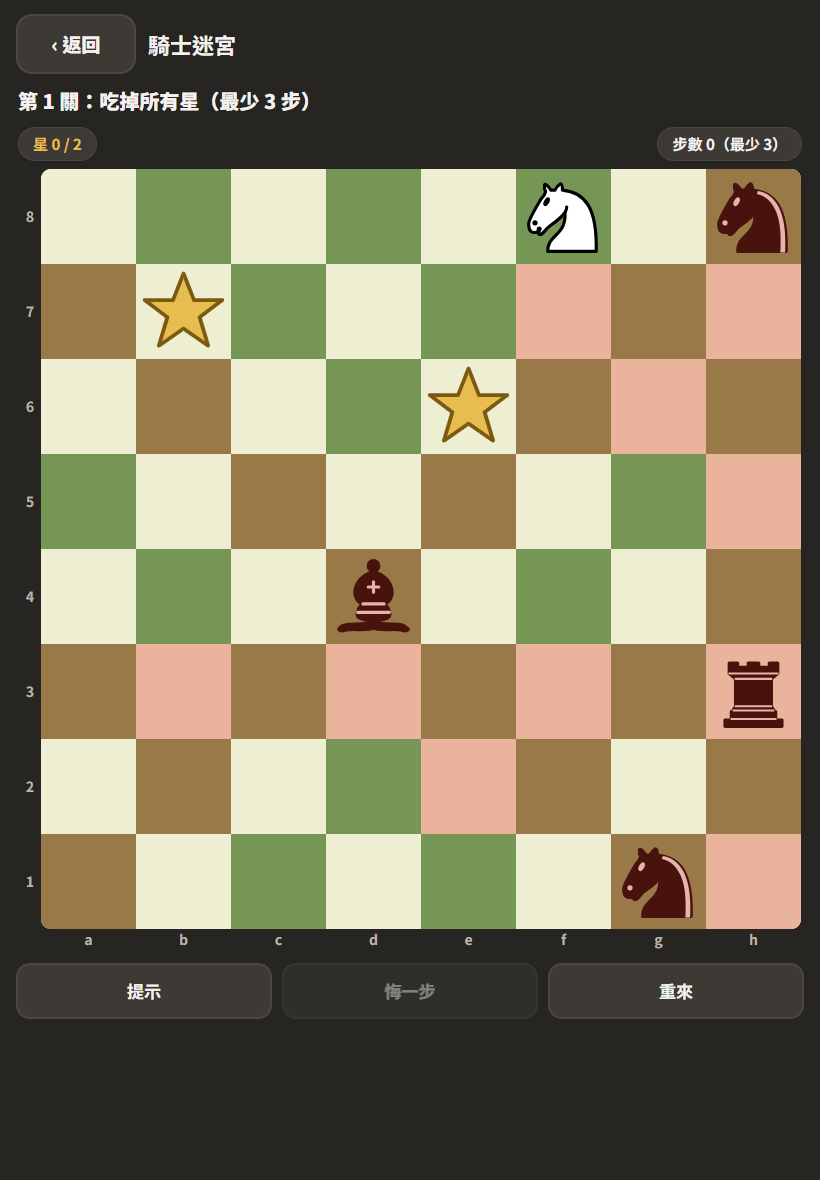 ‹ 返回
騎士迷宮
第 1 關：吃掉所有星（最少 3 步）
星 0 / 2
步數 0（最少 3）
8
7
6
5
4
3
2
1
a b c d e f g h
提示
悔一步
重來